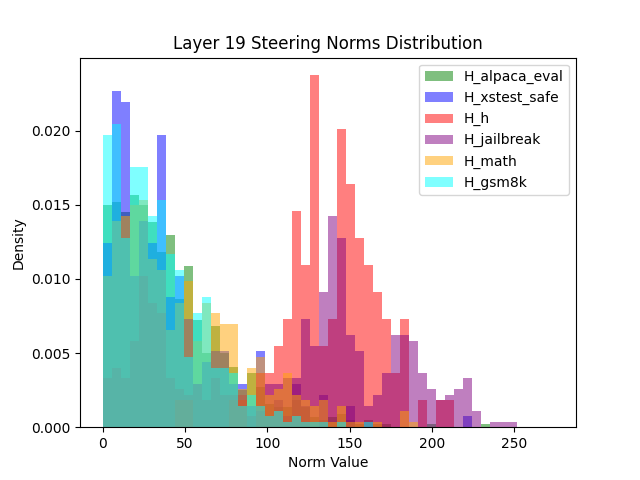 Layer 19 Steering Norms Distribution
H_alpaca_eval
H_xstest_safe
H_h
H_jailbreak
H_math
H_gsm8k
Density
0.020
0.015
0.010
0.005
0.000
0 50 100 150 200 250
Norm Value